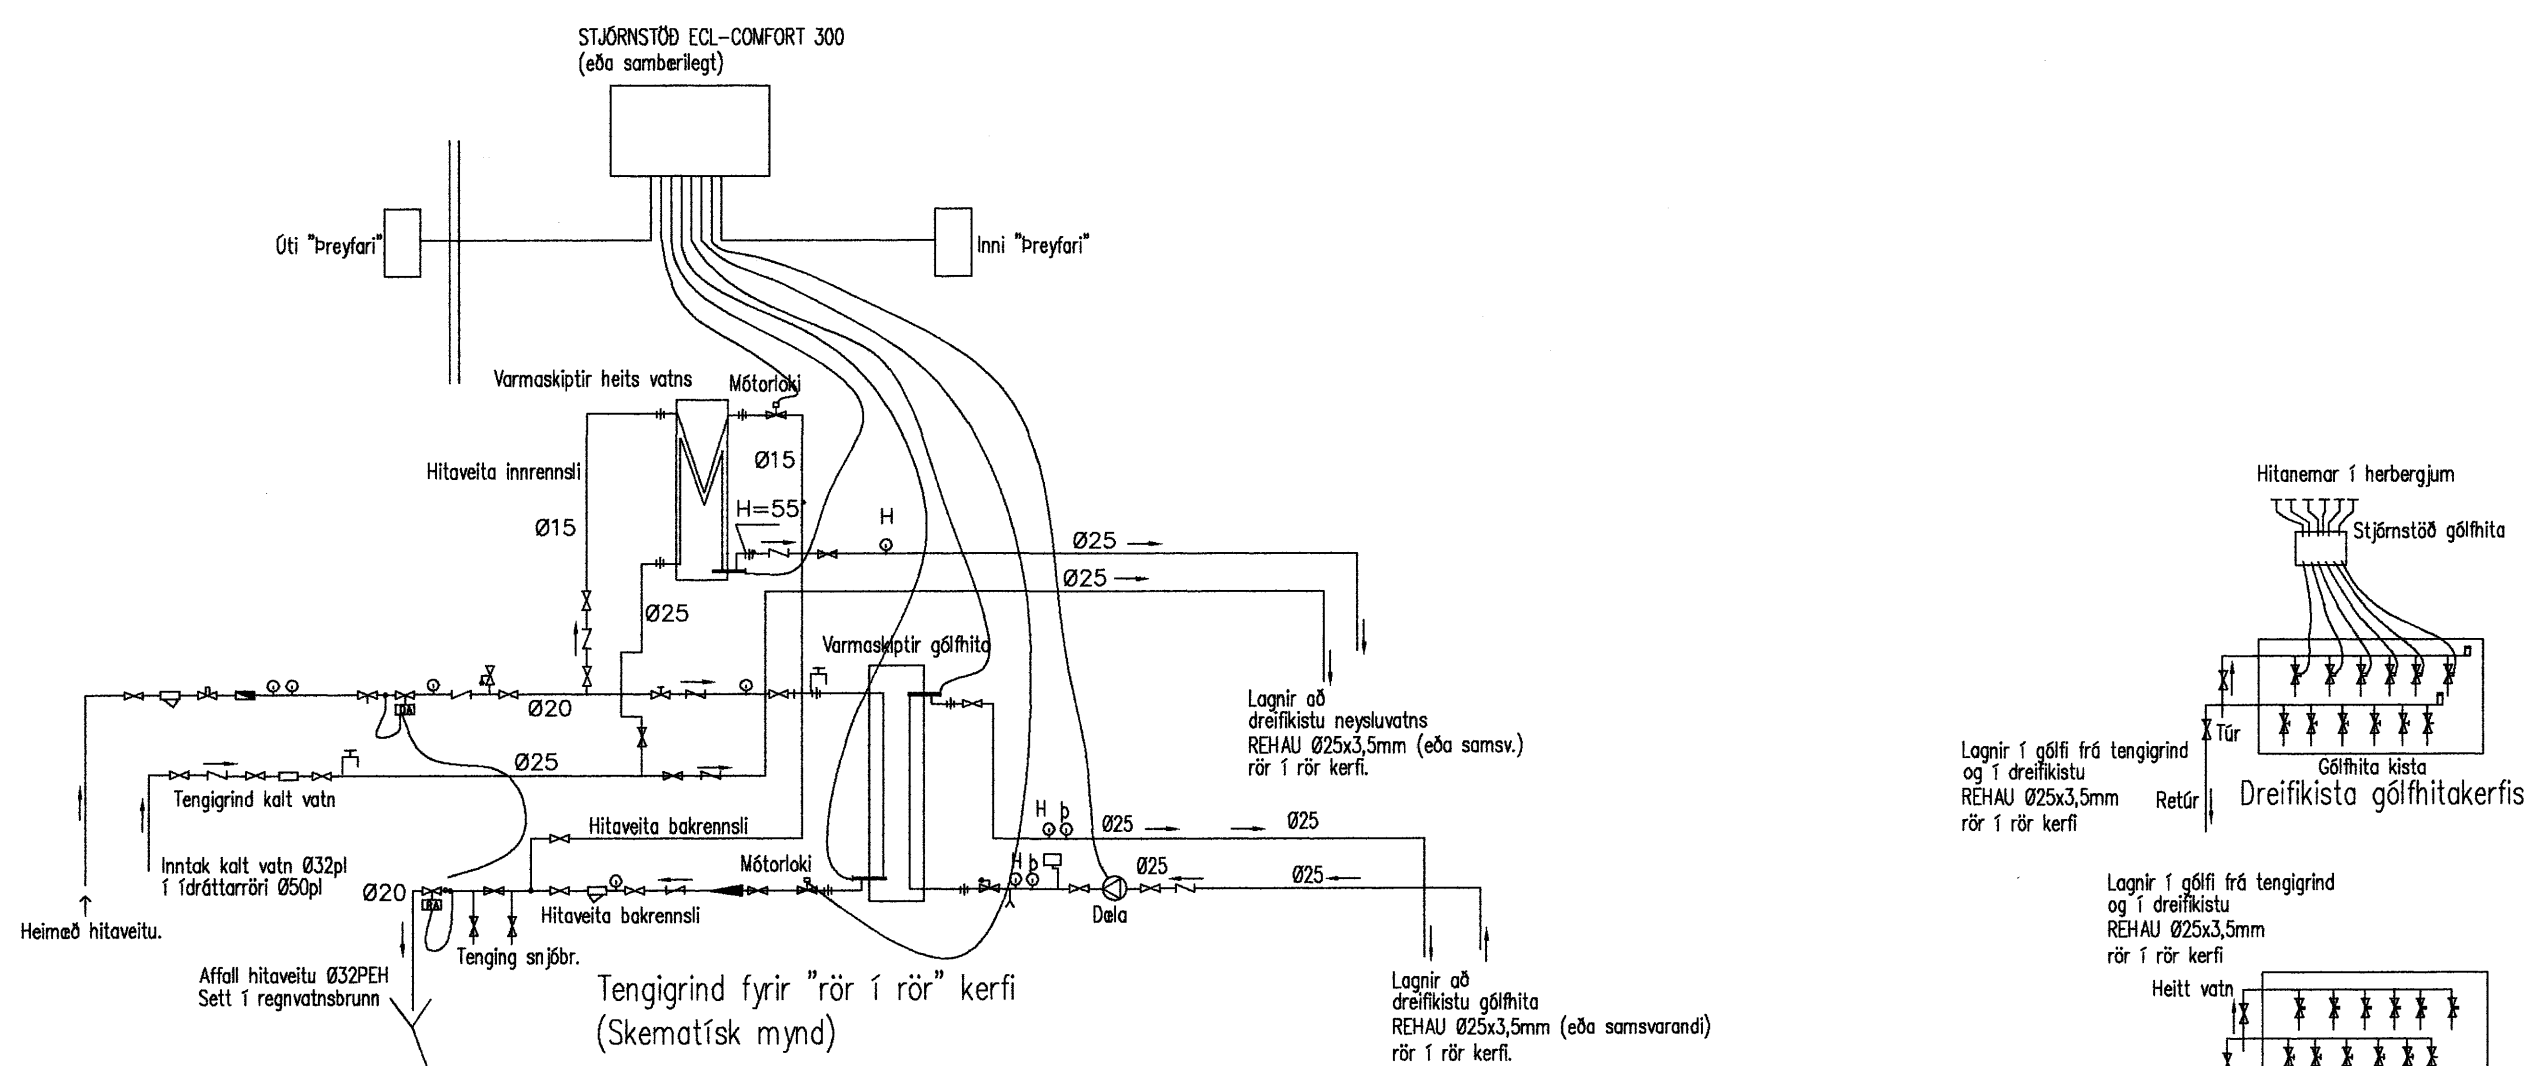 STJÓRNSTÖÐ ECL-COMFORT 300
(eða sambærilegt)
Úti "Þreyfari"
Inni "Þreyfari"
Varmaskiptir heits vatns
Mótorloki
Hitaveita innrennsli
Ø15
Ø15
H=55°
H
Ø25
Ø25
Ø25
Varmaskiptir gólfhita
Ø20
Ø25
Tengigrind kalt vatn
Inntak kalt vatn Ø32pl
í ídráttarröri Ø50pl
Heimæð hitaveitu.
Hitaveita bakrennsli
Mótorloki
Ø20
RA
Hitaveita bakrennsli
Tenging snjóbr.
Affall hitaveitu Ø32PEH
Sett í regnvatnsbrunn
H þ
Ø25
Ø25
H þ
Ø25
Ø25
Dæla
Lagnir að
dreifikistu neysluvatns
REHAU Ø25x3,5mm (eða samsv.)
rör í rör kerfi.
Lagnir að
dreifikistu gólfhita
REHAU Ø25x3,5mm (eða samsvarandi)
rör í rör kerfi.
Tengigrind fyrir "rör í rör" kerfi
(Skematísk mynd)
Hitanemar í herbergjum
Stjórnstöð gólfhita
Túr
Lagnir í gólfi frá tengigrind
og í dreifikistu
REHAU Ø25x3,5mm
rör í rör kerfi
Retúr
Gólfhita kista
Dreifikista gólfhitakerfis
Lagnir í gólfi frá tengigrind
og í dreifikistu
REHAU Ø25x3,5mm
rör í rör kerfi
Heitt vatn